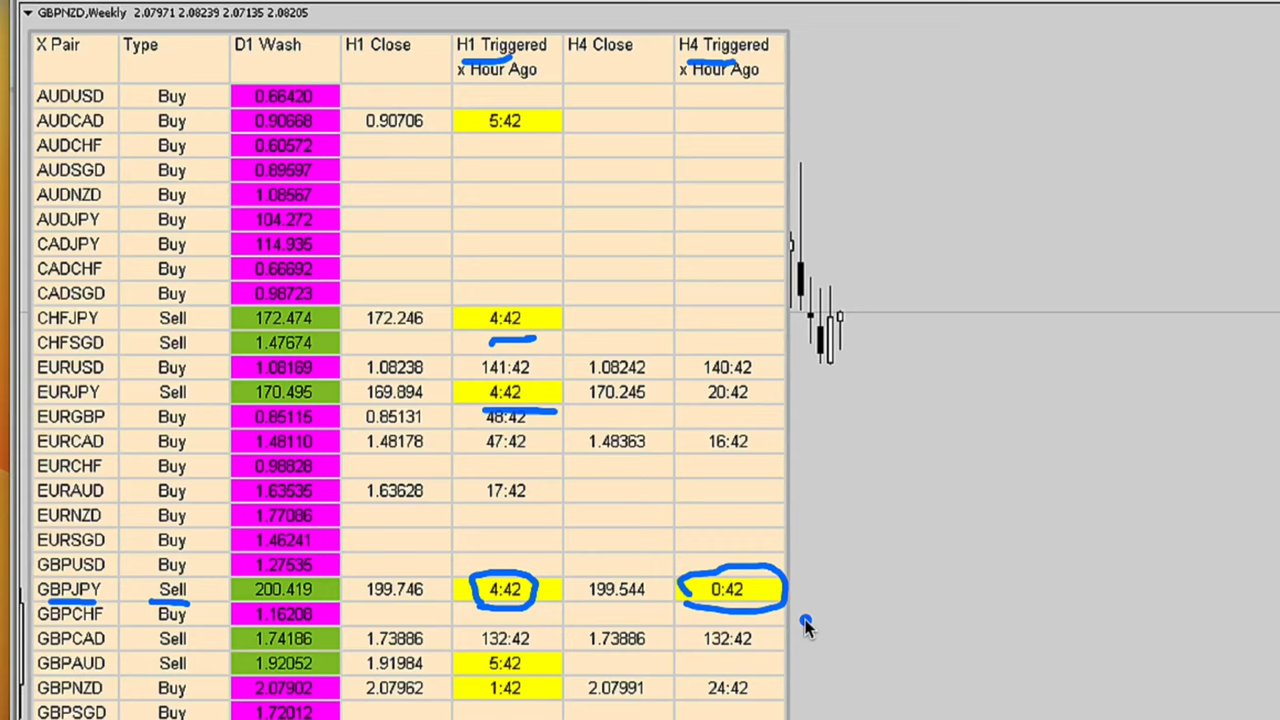 GBPNZD,Weekly 2.07971 2.08239 2.07135 2.08205
X Pair Type D1 Wash H1 Close H1 Triggered H4 Close H4 Triggered
x Hour Ago x Hour Ago
AUDUSD Buy 0.66420
AUDCAD Buy 0.90668 0.90706 5:42
AUDCHF Buy 0.60572
AUDSGD Buy 0.89597
AUDNZD Buy 1.08567
AUDJPY Buy 104.272
CADJPY Buy 114.935
CADCHF Buy 0.66692
CADSGD Buy 0.98723
CHFJPY Sell 172.474 172.246 4:42
CHFSGD Sell 1.47674
EURUSD Buy 1.08169 1.08238 141:42 1.08242 140:42
EURJPY Sell 170.495 169.894 4:42 170.245 20:42
EURGBP Buy 0.85115 0.85131 48:42
EURCAD Buy 1.48110 1.48178 47:42 1.48363 16:42
EURCHF Buy 0.98828
EURAUD Buy 1.63535 1.63628 17:42
EURNZD Buy 1.77086
EURSGD Buy 1.46241
GBPUSD Buy 1.27535
GBPJPY Sell 200.419 199.746 4:42 199.544 0:42
GBPCHF Buy 1.16208
GBPCAD Sell 1.74186 1.73886 132:42 1.73886 132:42
GBPAUD Sell 1.92052 1.91984 5:42
GBPNZD Buy 2.07902 2.07962 1:42 2.07991 24:42
GBPSGD Buy 1.72012